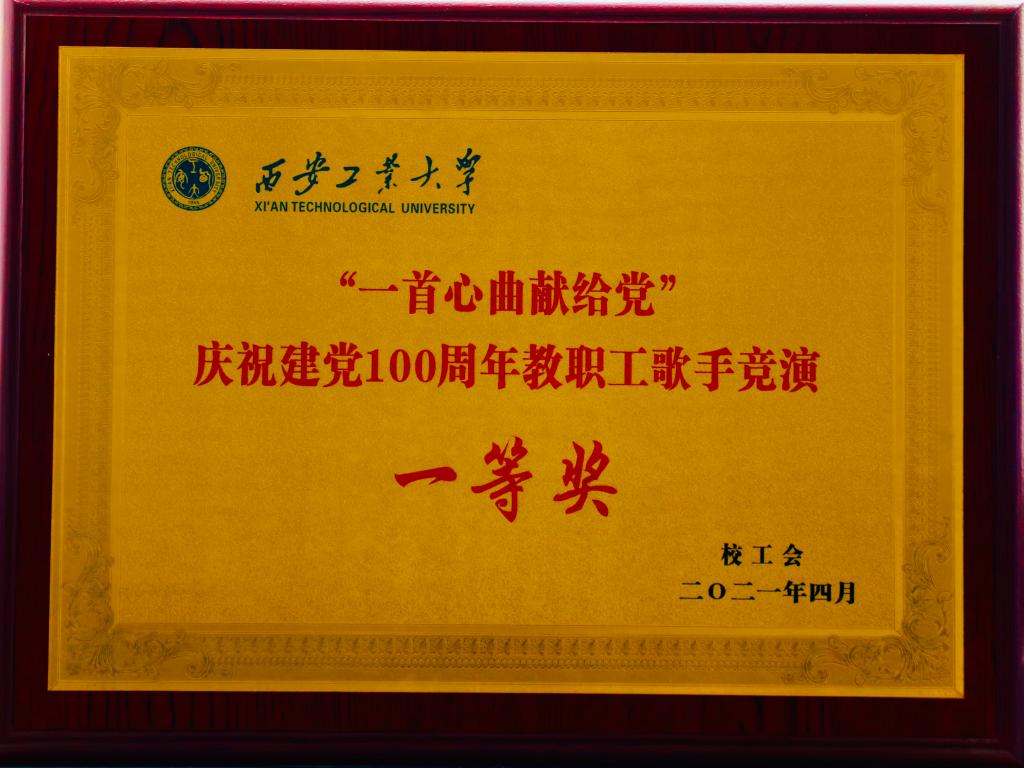 西安工业大学
XI'AN TECHNOLOGICAL UNIVERSITY
“一首心曲献给党”
庆祝建党100周年教职工歌手竞演
一等奖
校工会
二〇二一年四月